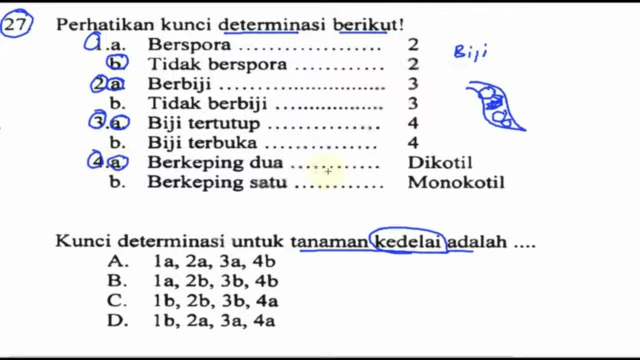 27 Perhatikan kunci determinasi berikut!
1.a. Berspora ..................... 2
b. Tidak berspora .............. 2
2.a. Berbiji ......................... 3
b. Tidak berbiji ................. 3
3.a. Biji tertutup ................. 4
b. Biji terbuka .................. 4
4.a. Berkeping dua ............. Dikotil
b. Berkeping satu ............ Monokotil
Biji
Kunci determinasi untuk tanaman kedelai adalah ....
A. 1a, 2a, 3a, 4b
B. 1a, 2b, 3b, 4b
C. 1b, 2b, 3b, 4a
D. 1b, 2a, 3a, 4a